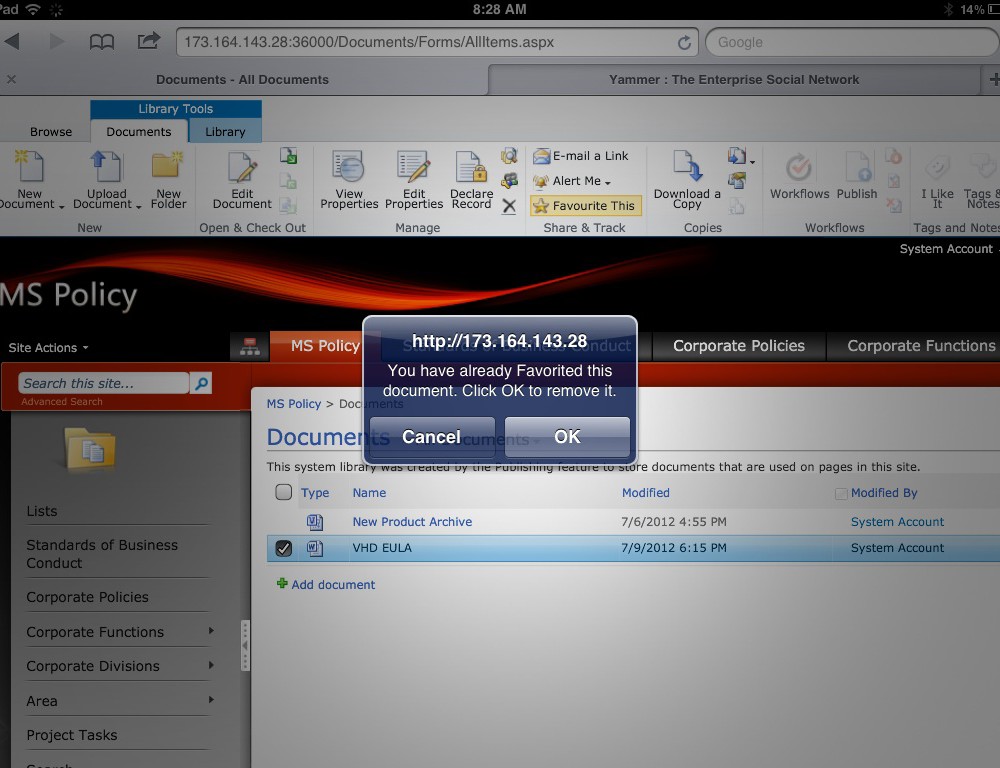 Pad 8:28 AM 14%
173.164.143.28:36000/Documents/Forms/AllItems.aspx Google
Documents - All Documents Yammer : The Enterprise Social Network
Library Tools
Browse Documents Library
New Document Upload Document New Folder
New
Edit Document
Open & Check Out
View Properties Edit Properties Declare Record
Manage
E-mail a Link
Alert Me
Favourite This
Share & Track
Download a Copy
Copies
Workflows Publish
Workflows
I Like It Tags & Notes
Tags and Notes
System Account
MS Policy
Site Actions
MS Policy Standards of Business Conduct Corporate Policies Corporate Functions
Search this site...
Advanced Search
http://173.164.143.28
You have already Favorited this
document. Click OK to remove it.
Cancel OK
MS Policy > Documents
Documents
This system library was created by the Publishing feature to store documents that are used on pages in this site.
Type Name Modified Modified By
New Product Archive 7/6/2012 4:55 PM System Account
VHD EULA 7/9/2012 6:15 PM System Account
Add document
Lists
Standards of Business
Conduct
Corporate Policies
Corporate Functions
Corporate Divisions
Area
Project Tasks